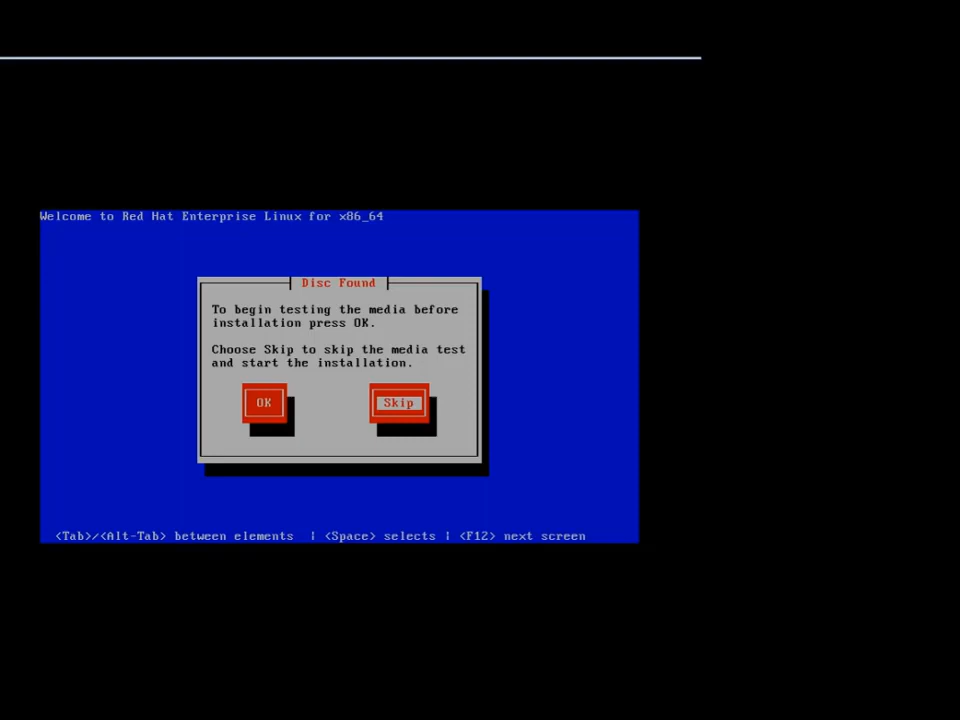 Welcome to Red Hat Enterprise Linux for x86_64
Disc Found
To begin testing the media before
installation press OK.
Choose Skip to skip the media test
and start the installation.
OK Skip
<Tab>/<Alt-Tab> between elements | <Space> selects | <F12> next screen